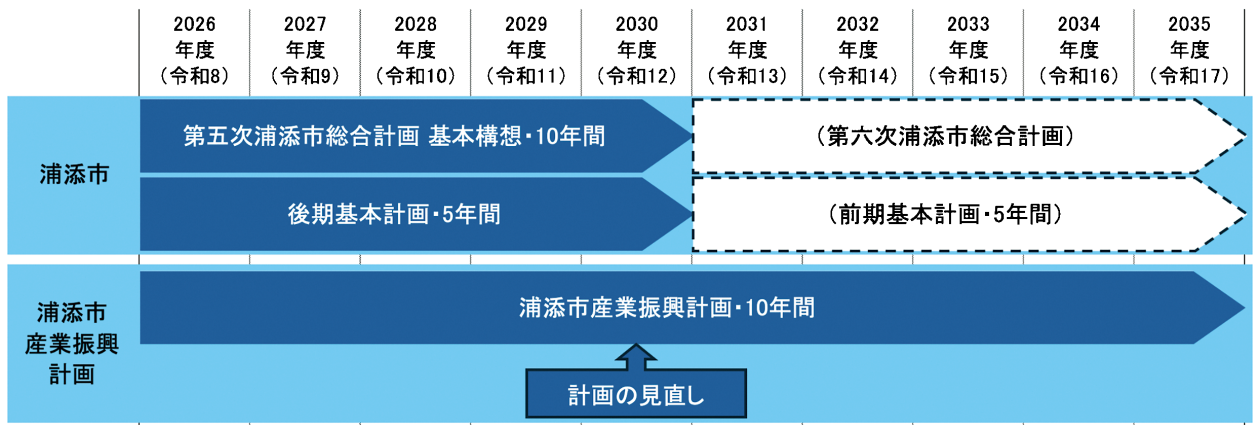 2026
年度
（令和8）
2027
年度
（令和9）
2028
年度
（令和10）
2029
年度
（令和11）
2030
年度
（令和12）
2031
年度
（令和13）
2032
年度
（令和14）
2033
年度
（令和15）
2034
年度
（令和16）
2035
年度
（令和17）
浦添市
第五次浦添市総合計画 基本構想・10年間
（第六次浦添市総合計画）
後期基本計画・5年間
（前期基本計画・5年間）
浦添市
産業振興
計画
浦添市産業振興計画・10年間
計画の見直し